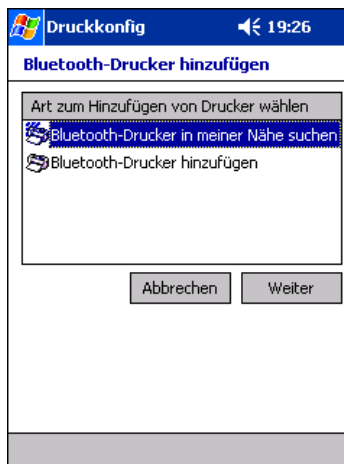 Druckkonfig 19:26
Bluetooth-Drucker hinzufügen
Art zum Hinzufügen von Drucker wählen
Bluetooth-Drucker in meiner Nähe suchen
Bluetooth-Drucker hinzufügen
Abbrechen Weiter